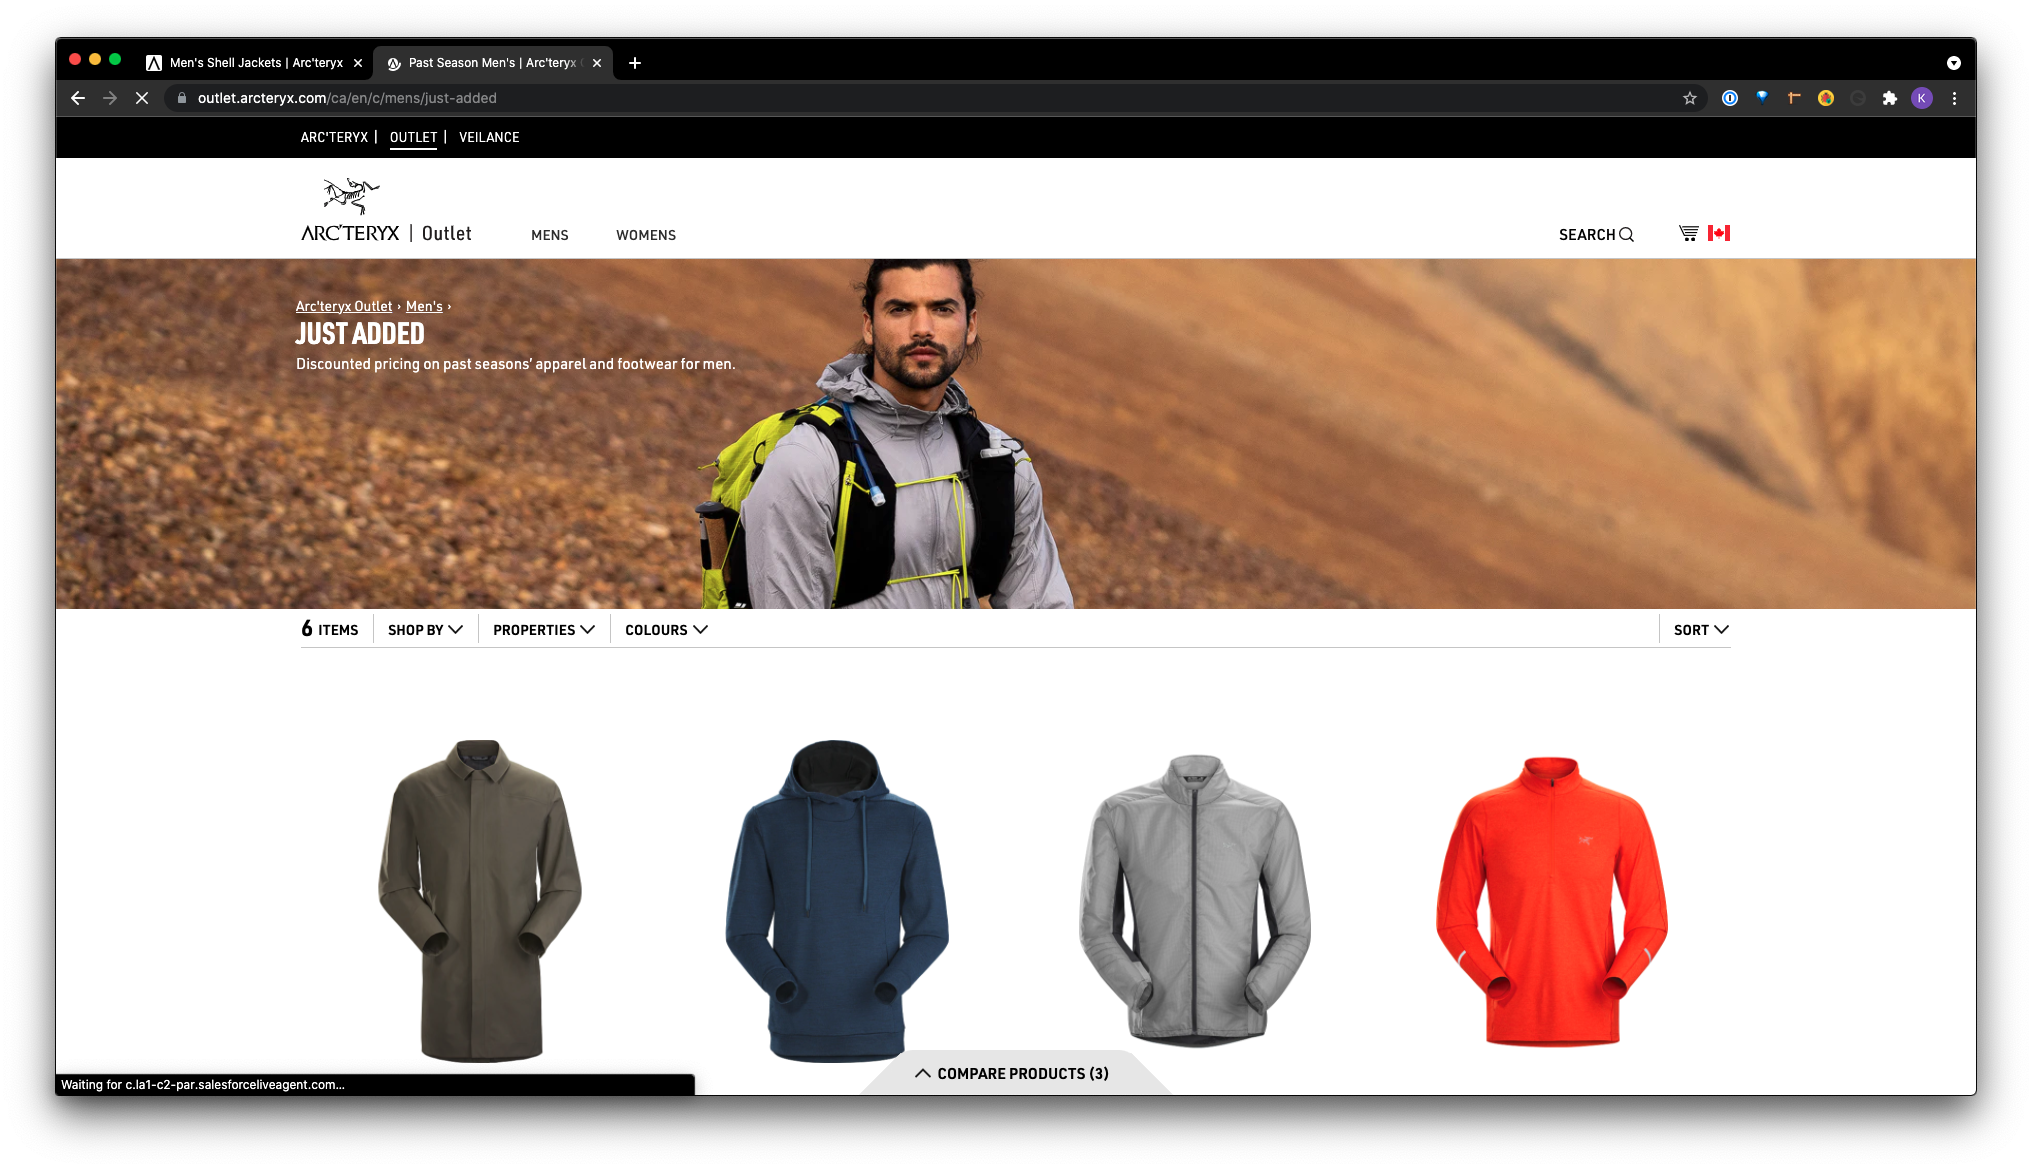 Men's Shell Jackets | Arc'teryx
Past Season Men's | Arc'teryx
outlet.arcteryx.com/ca/en/c/mens/just-added
K
ARC'TERYX | OUTLET | VEILANCE
ARC'TERYX | Outlet
MENS
WOMENS
SEARCH
Arc'teryx Outlet › Men's ›
JUST ADDED
Discounted pricing on past seasons’ apparel and footwear for men.
6 ITEMS
SHOP BY
PROPERTIES
COLOURS
SORT
COMPARE PRODUCTS (3)
Waiting for c.la1-c2-par.salesforceliveagent.com...